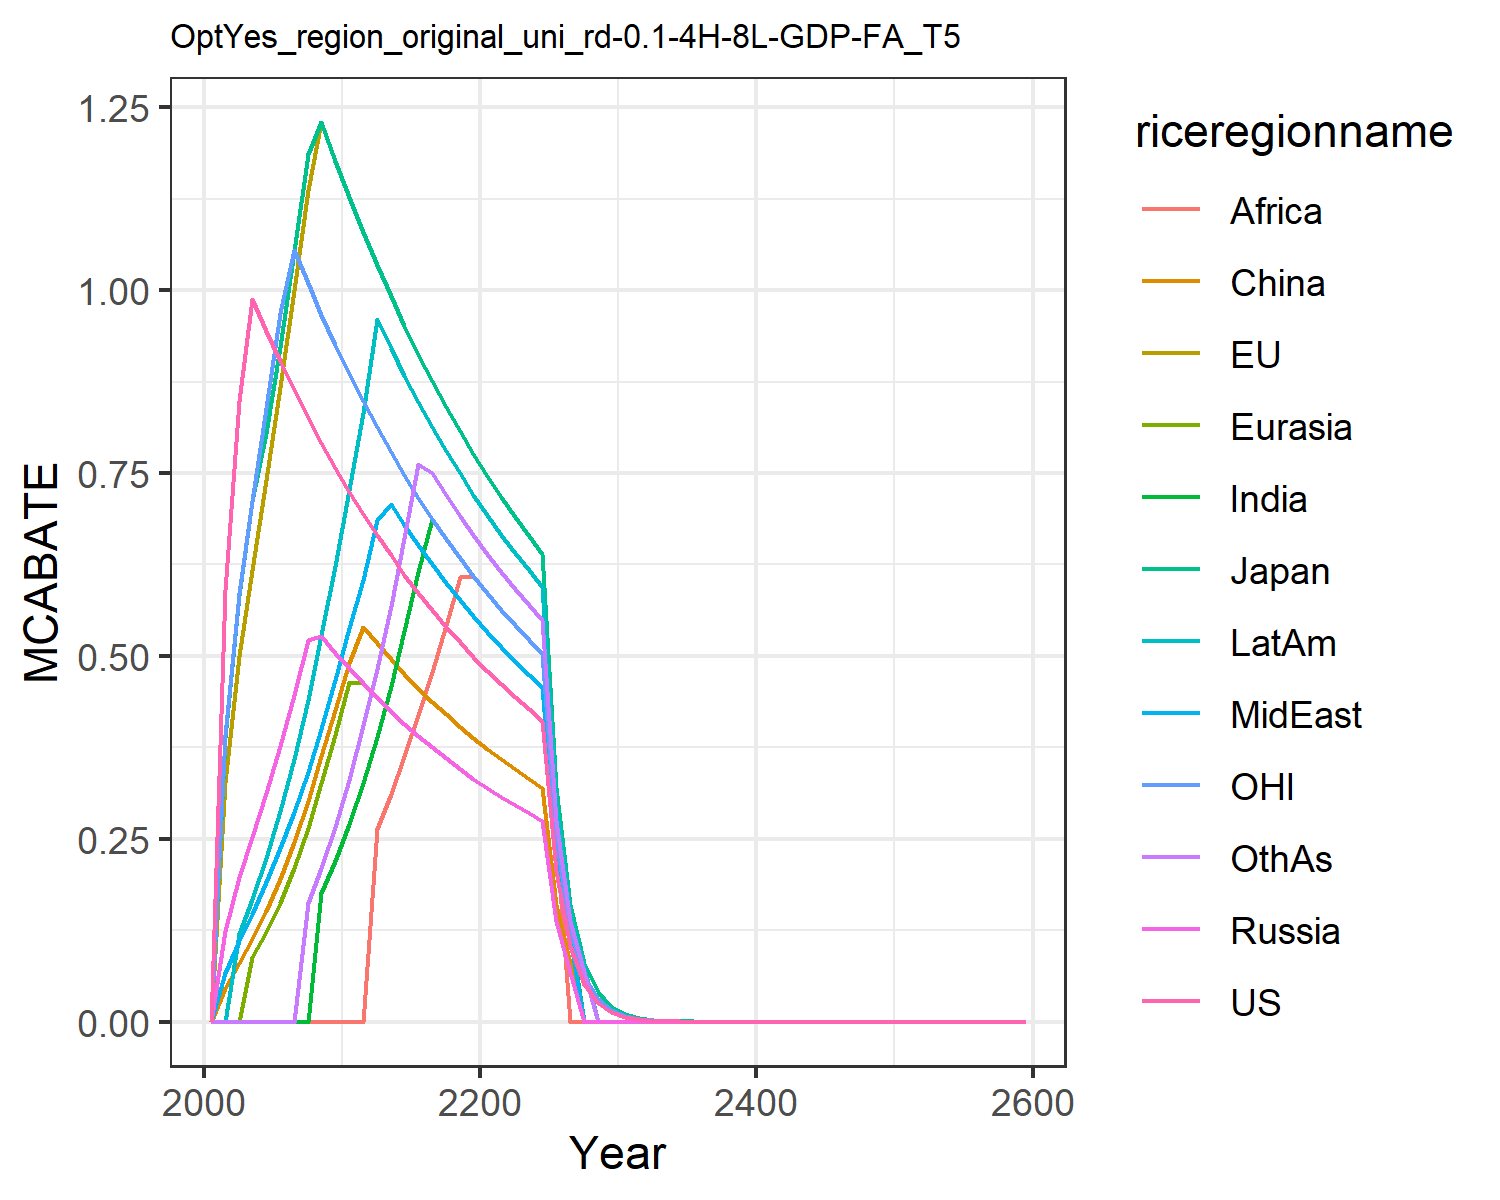 OptYes_region_original_uni_rd-0.1-4H-8L-GDP-FA_T5
1.25
1.00
0.75
0.50
0.25
0.00
MCABATE
2000
2200
2400
2600
Year
riceregionname
Africa
China
EU
Eurasia
India
Japan
LatAm
MidEast
OHI
OthAs
Russia
US